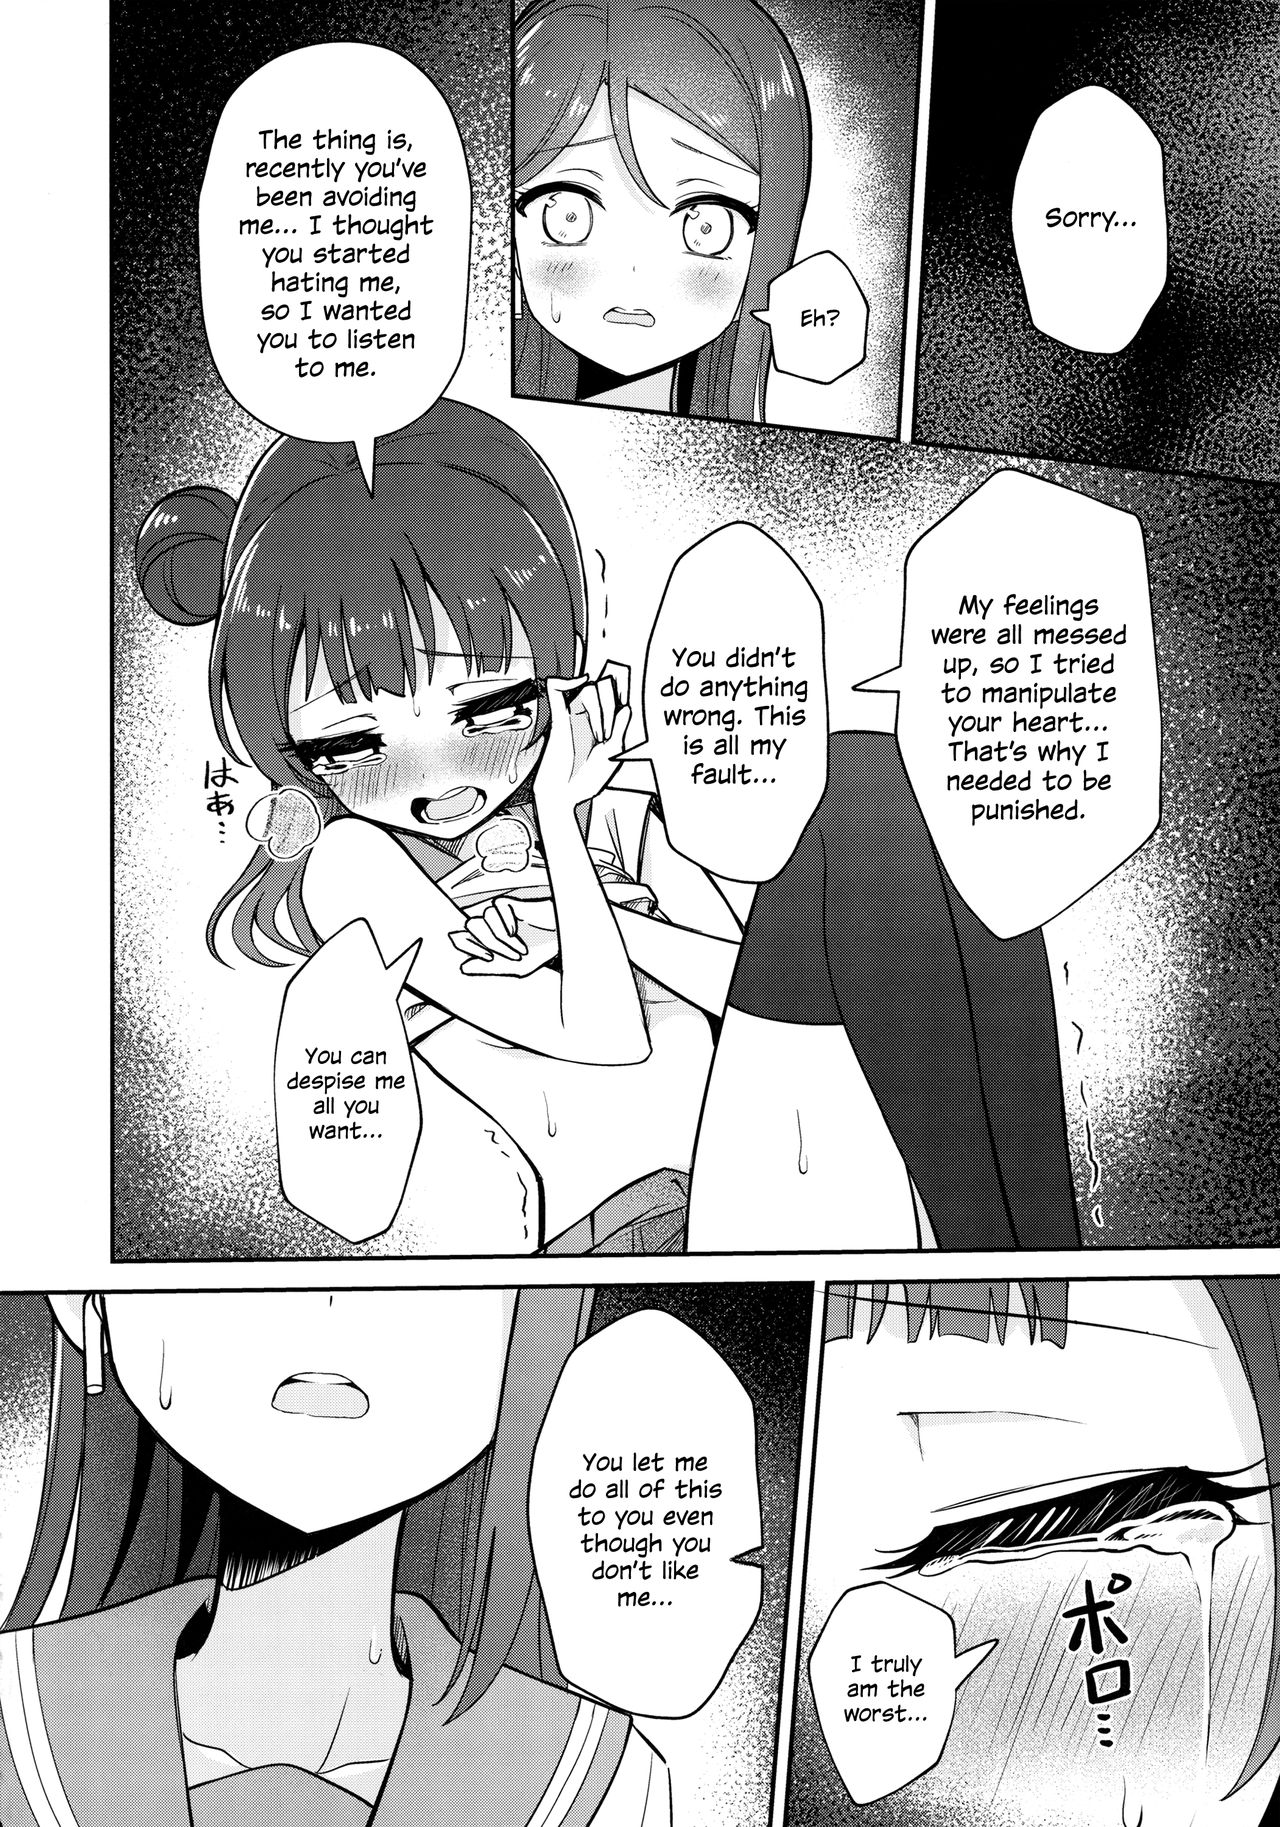 Sorry...
Eh?
My feelings
were all messed
up, so I tried
to manipulate
your heart...
That's why I
needed to be
punished.
You didn't
do anything
wrong. This
is all my
fault...
The thing is,
recently you've
been avoiding
me... I thought
you started
hating me,
so I wanted
you to listen
to me.
はぁ…
You can
despise me
all you
want...
ポロ…
I truly
am the
worst...
You let me
do all of this
to you even
though you
don't like
me...